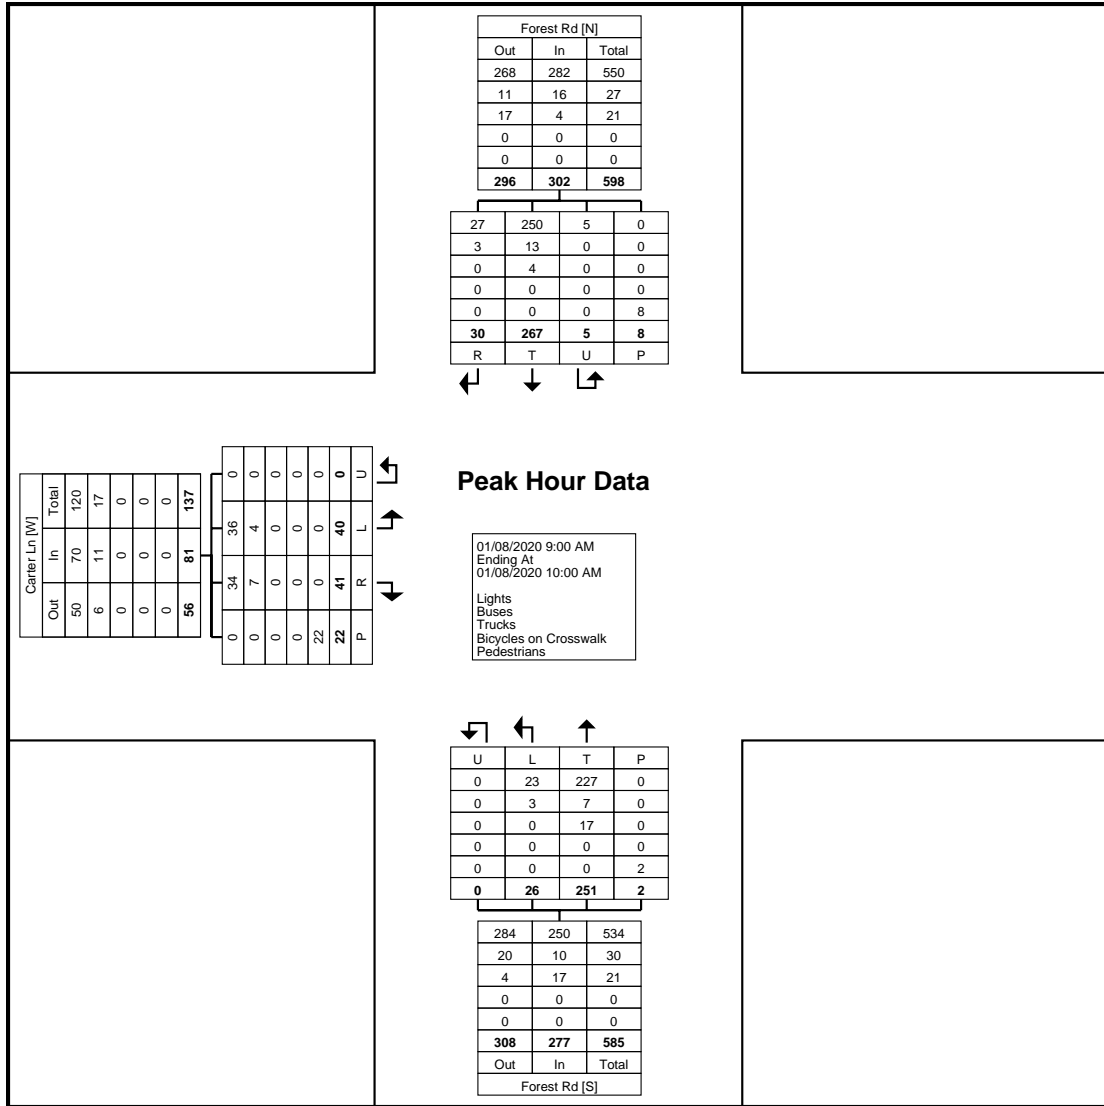 Forest Rd [N]
Out In Total
268 282 550
11 16 27
17 4 21
0 0 0
0 0 0
296 302 598
27 250 5 0
3 13 0 0
0 4 0 0
0 0 0 0
0 0 0 8
30 267 5 8
R T U P
Carter Ln [W]
Out In Total
50 70 120
6 11 17
0 0 0
0 0 0
0 0 0
56 81 137
0 34 36 0
0 7 4 0
0 0 0 0
0 0 0 0
22 0 0 0
22 41 40 0
P R L U
Peak Hour Data
01/08/2020 9:00 AM
Ending At
01/08/2020 10:00 AM
Lights
Buses
Trucks
Bicycles on Crosswalk
Pedestrians
U L T P
0 23 227 0
0 3 7 0
0 0 17 0
0 0 0 0
0 0 0 2
0 26 251 2
284 250 534
20 10 30
4 17 21
0 0 0
0 0 0
308 277 585
Out In Total
Forest Rd [S]